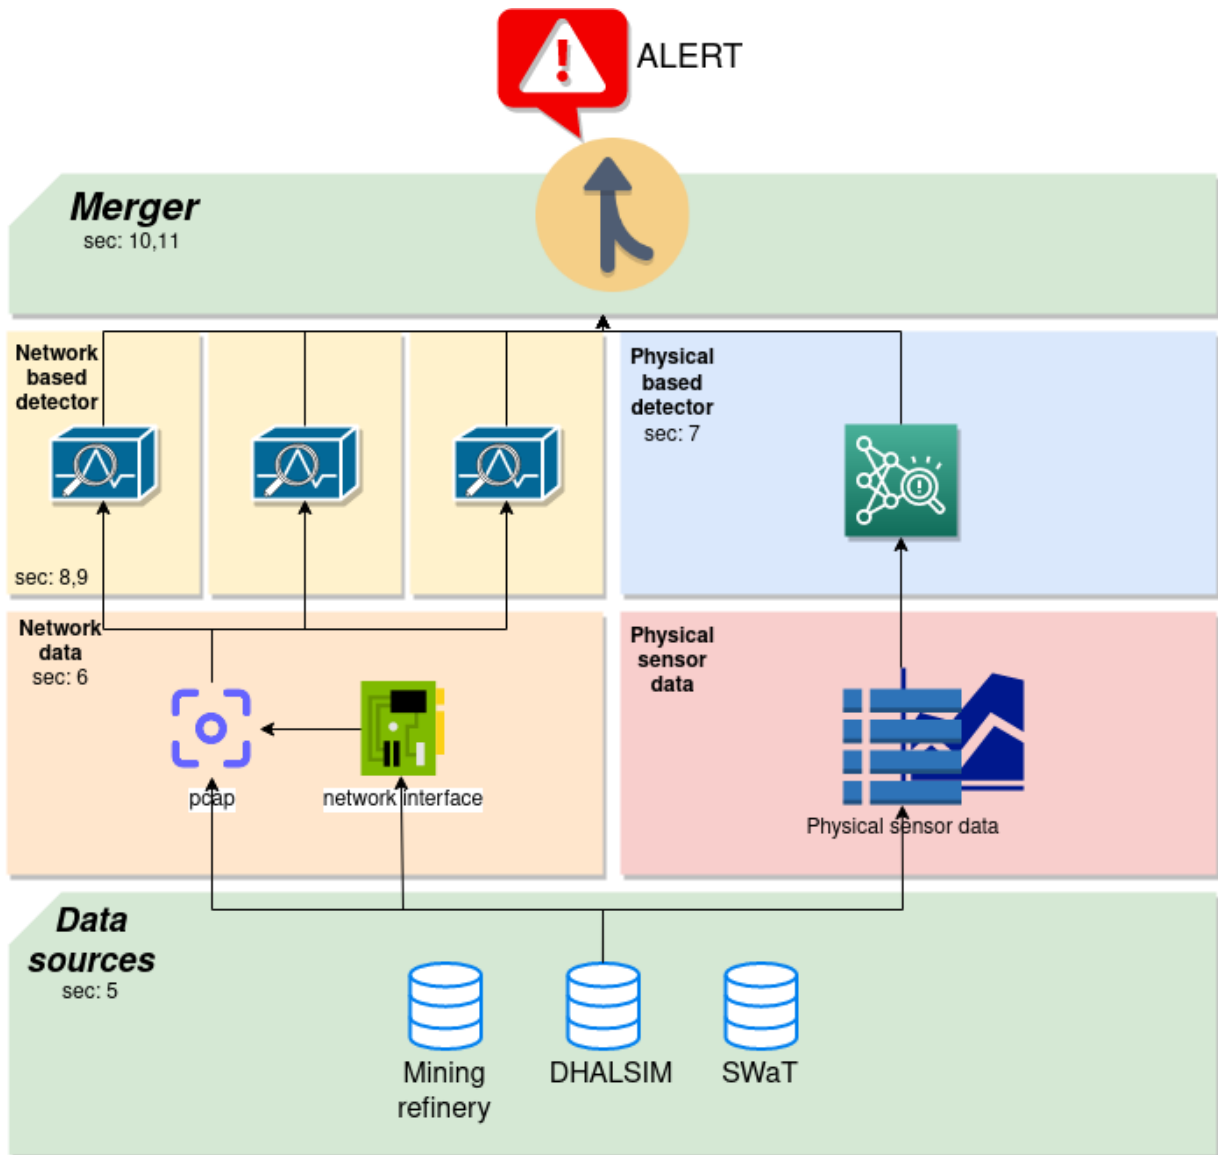 ALERT
Merger
sec: 10,11
Network
based
detector
sec: 8,9
Physical
based
detector
sec: 7
Network
data
sec: 6
pcap
network interface
Physical
sensor
data
Physical sensor data
Data
sources
sec: 5
Mining
refinery
DHALSIM
SWaT